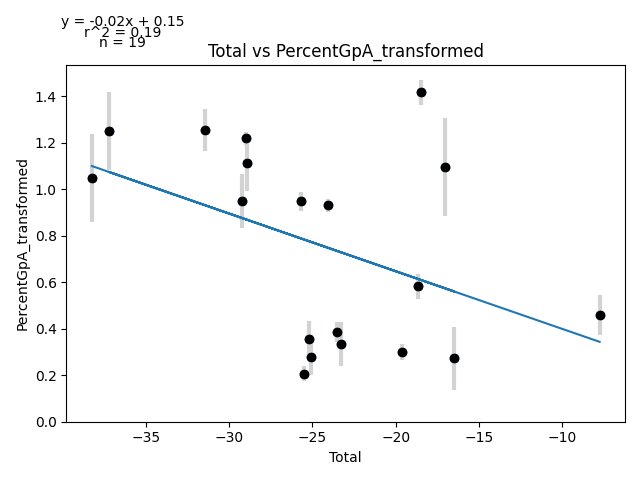 y = -0.02x + 0.15
r^2 = 0.19
n = 19
Total vs PercentGpA_transformed
PercentGpA_transformed
1.4
1.2
1.0
0.8
0.6
0.4
0.2
0.0
−35
−30
−25
−20
−15
−10
Total